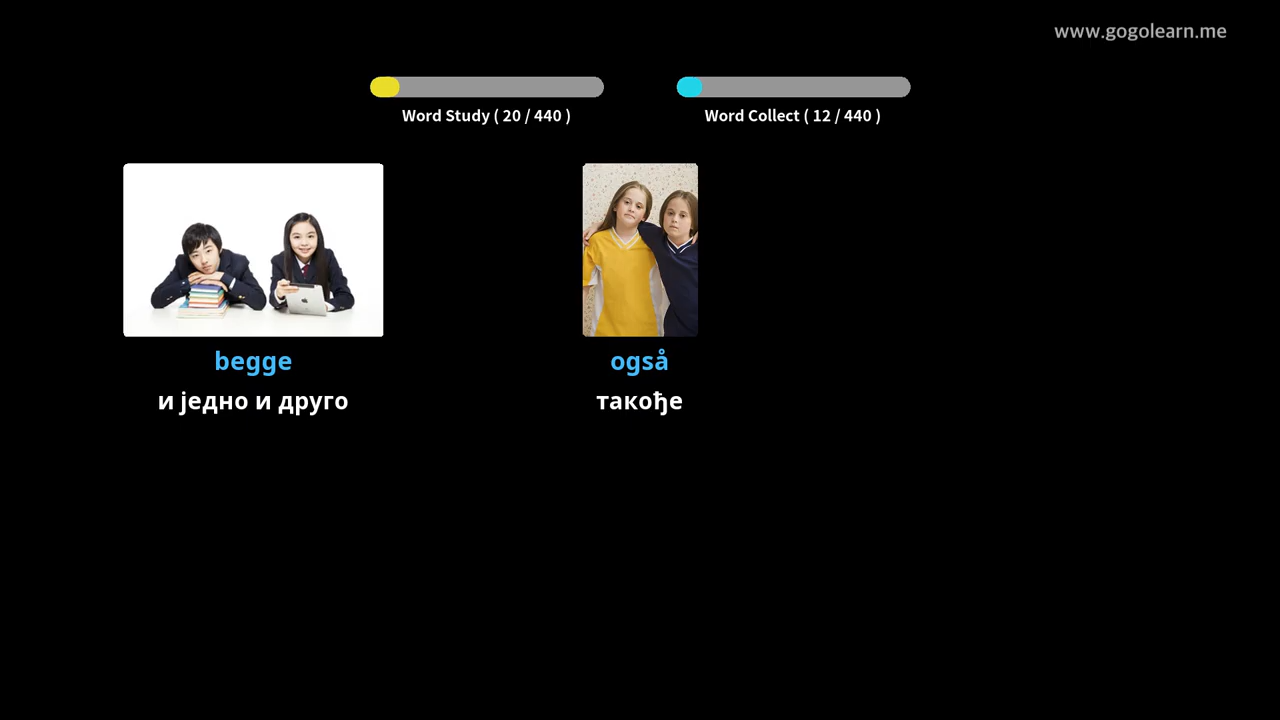 www.gogolearn.me
Word Study ( 20 / 440 )
Word Collect ( 12 / 440 )
begge
и једно и друго
også
такође